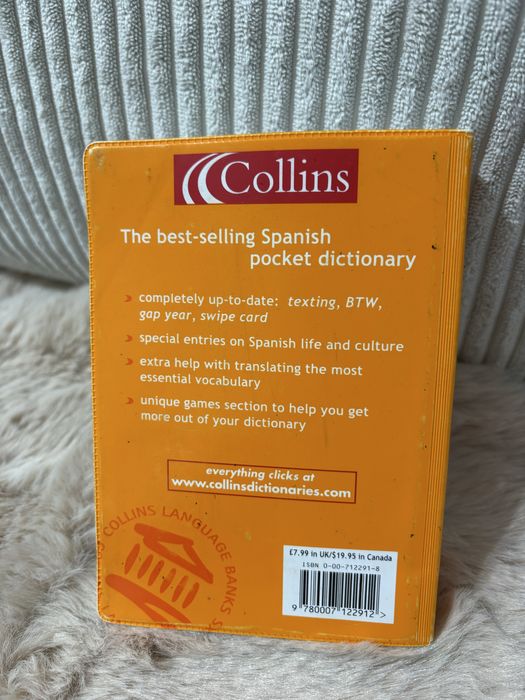 Collins
The best-selling Spanish
pocket dictionary
completely up-to-date: texting, BTW,
gap year, swipe card
special entries on Spanish life and culture
extra help with translating the most
essential vocabulary
unique games section to help you get
more out of your dictionary
everything clicks at
www.collinsdictionaries.com
COLLINS LANGUAGE BANKS
£7.99 in UK/$19.95 in Canada
ISBN 0-00-712291-8
9 780007 122912 >